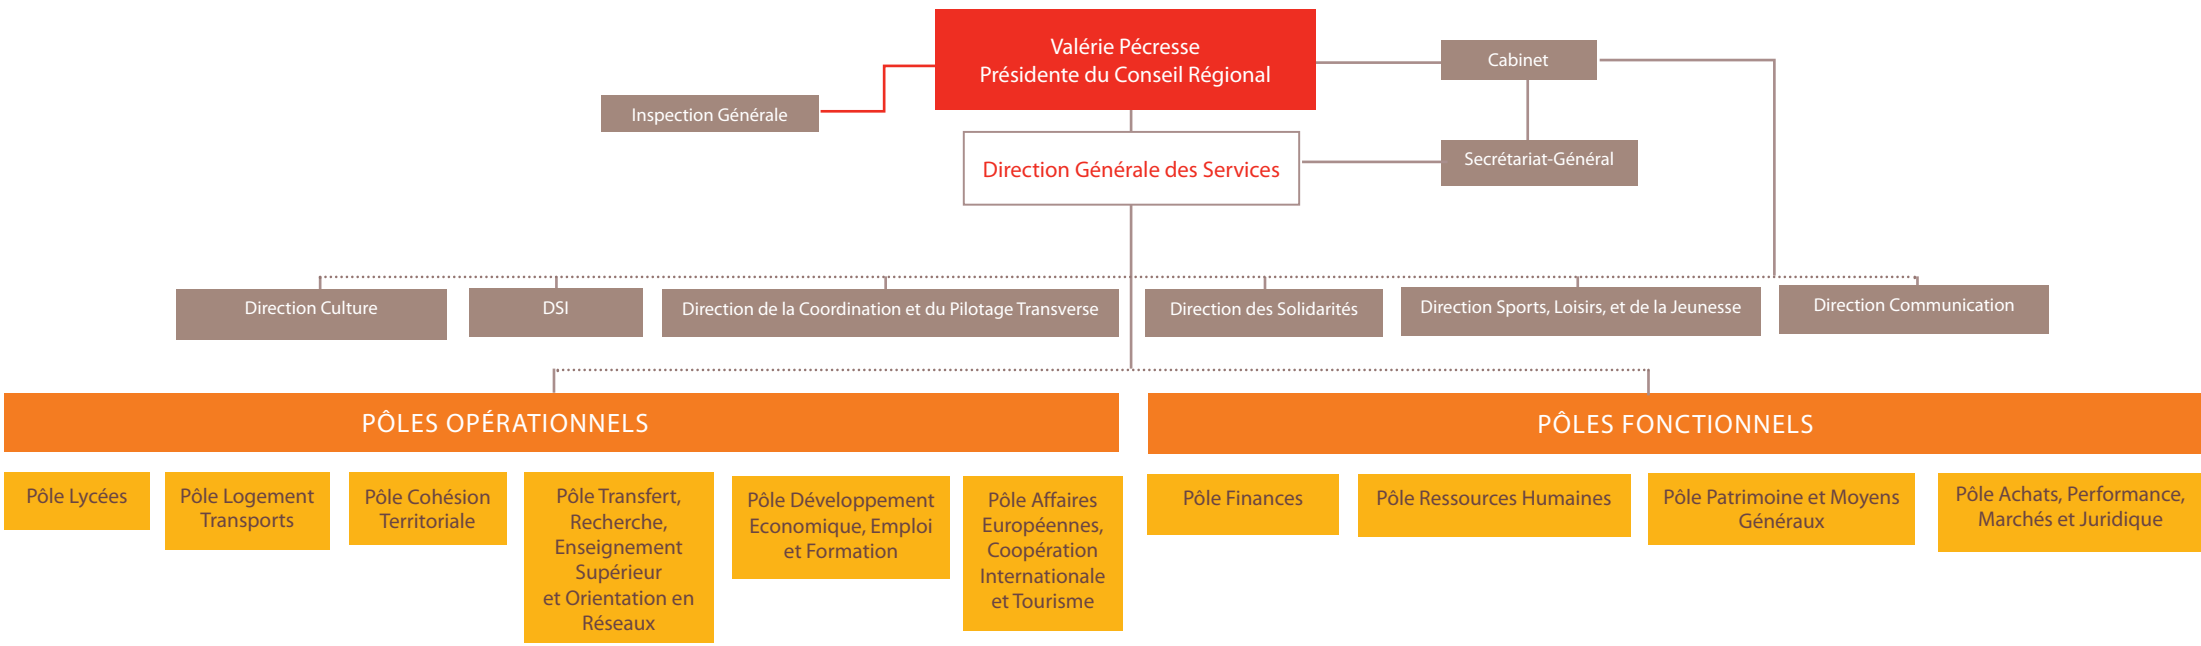 Valérie Pécresse
Présidente du Conseil Régional
Cabinet
Inspection Générale
Direction Générale des Services
Secrétariat-Général
Direction Culture
DSI
Direction de la Coordination et du Pilotage Transverse
Direction des Solidarités
Direction Sports, Loisirs, et de la Jeunesse
Direction Communication
PÔLES OPÉRATIONNELS
PÔLES FONCTIONNELS
Pôle Lycées
Pôle Logement
Transports
Pôle Cohésion
Territoriale
Pôle Transfert,
Recherche,
Enseignement
Supérieur
et Orientation en
Réseaux
Pôle Développement
Economique, Emploi
et Formation
Pôle Affaires
Européennes,
Coopération
Internationale
et Tourisme
Pôle Finances
Pôle Ressources Humaines
Pôle Patrimoine et Moyens
Généraux
Pôle Achats, Performance,
Marchés et Juridique